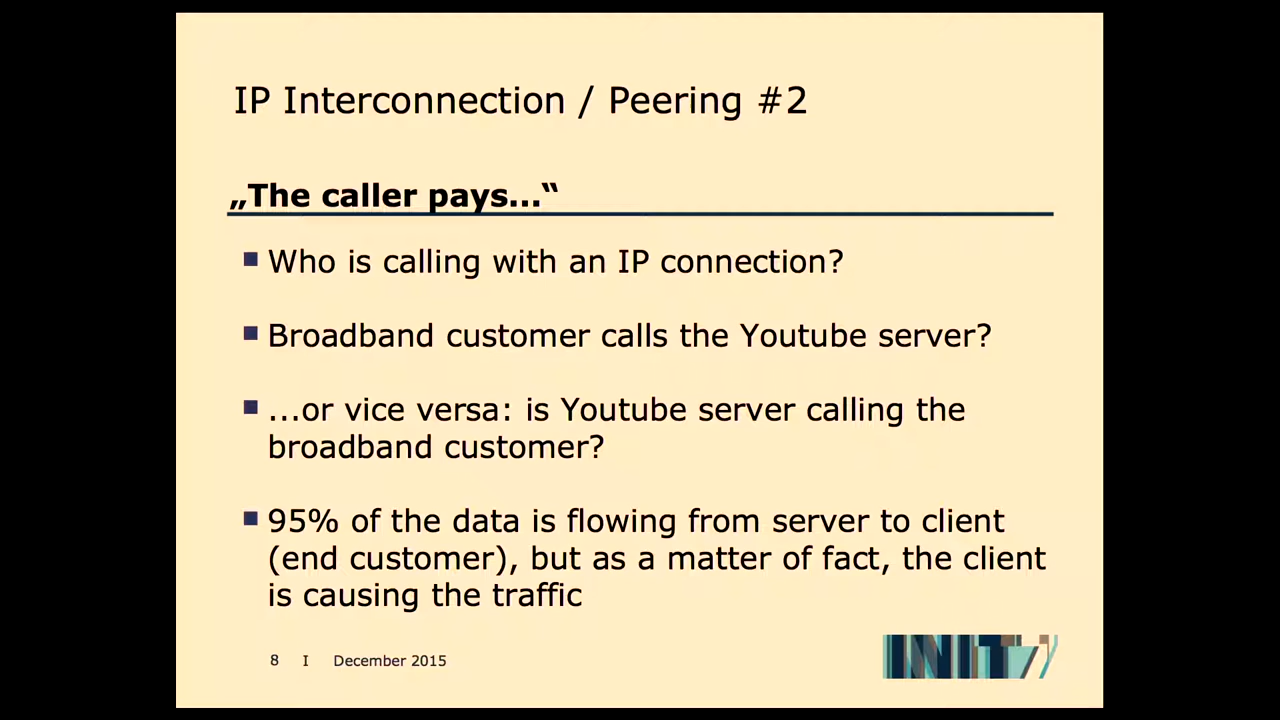 IP Interconnection / Peering #2
„The caller pays...“
Who is calling with an IP connection?
Broadband customer calls the Youtube server?
...or vice versa: is Youtube server calling the
broadband customer?
95% of the data is flowing from server to client
(end customer), but as a matter of fact, the client
is causing the traffic
8 I December 2015
INIT7